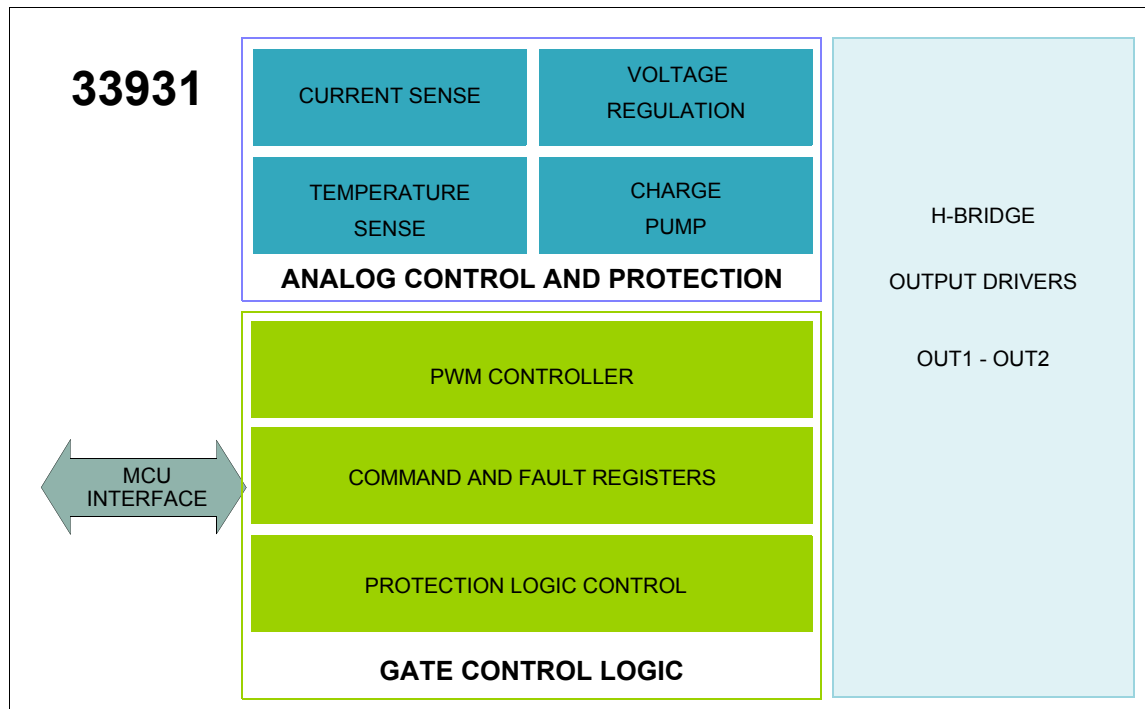 33931
CURRENT SENSE
VOLTAGE
REGULATION
TEMPERATURE
SENSE
CHARGE
PUMP
ANALOG CONTROL AND PROTECTION
PWM CONTROLLER
COMMAND AND FAULT REGISTERS
PROTECTION LOGIC CONTROL
GATE CONTROL LOGIC
MCU
INTERFACE
H-BRIDGE
OUTPUT DRIVERS
OUT1 - OUT2